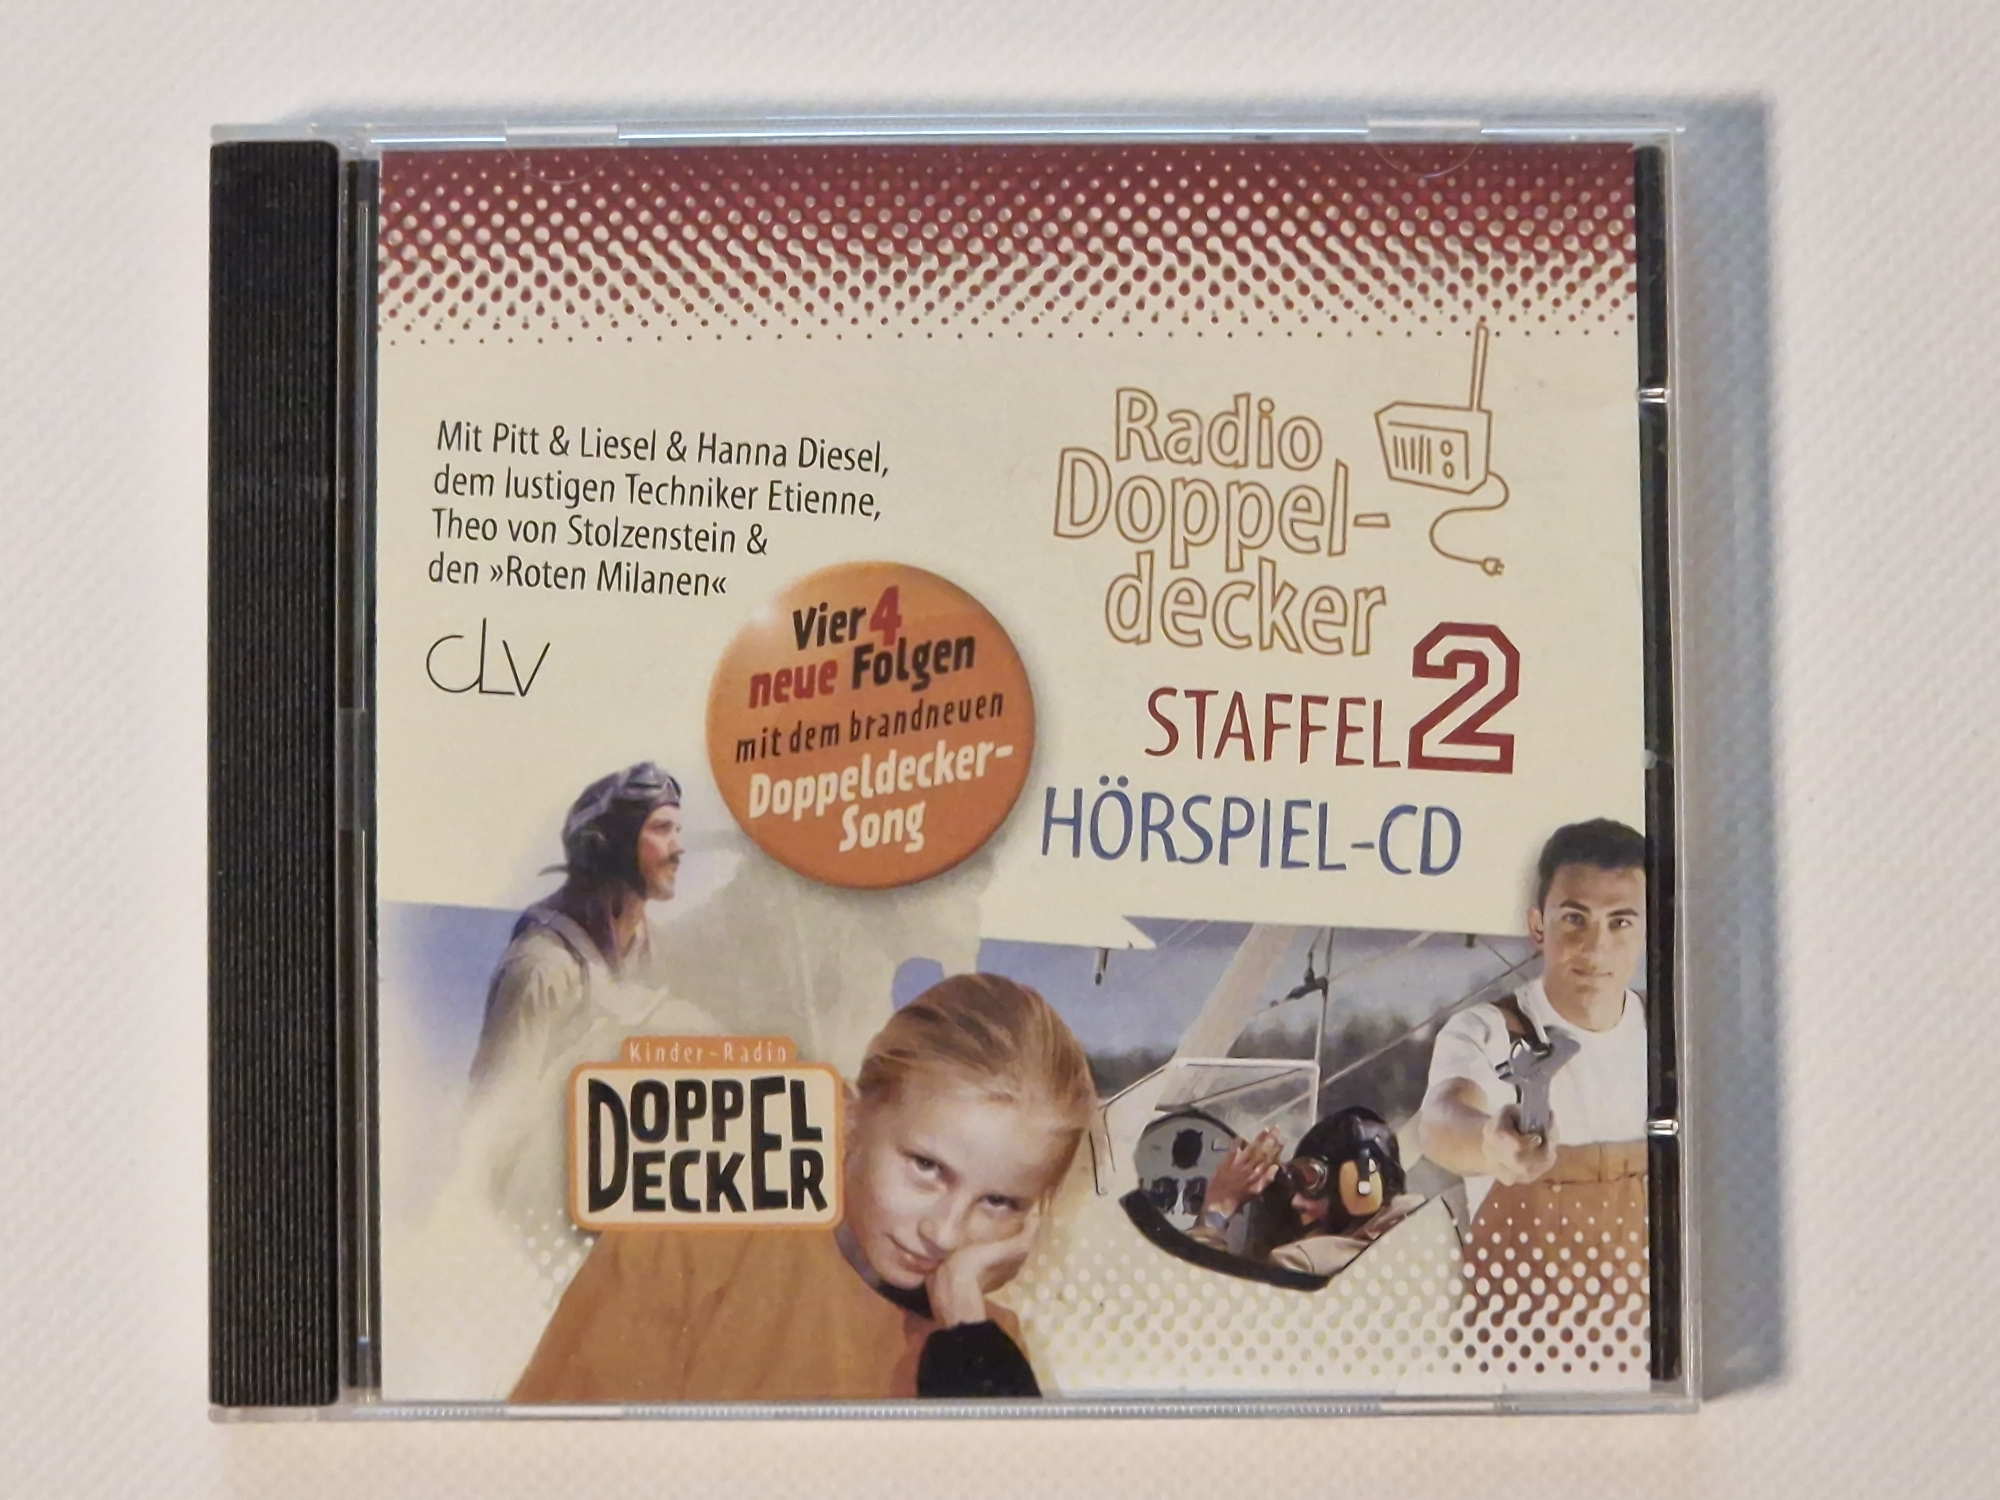 Mit Pitt & Liesel & Hanna Diesel,
dem lustigen Techniker Etienne,
Theo von Stolzenstein &
den »Roten Milanen«
CLV
Radio
Doppel-
decker
STAFFEL 2
HÖRSPIEL-CD
Vier 4
neue Folgen
mit dem brandneuen
Doppeldecker-
Song
Kinder-Radio
DOPPEL
DECKER